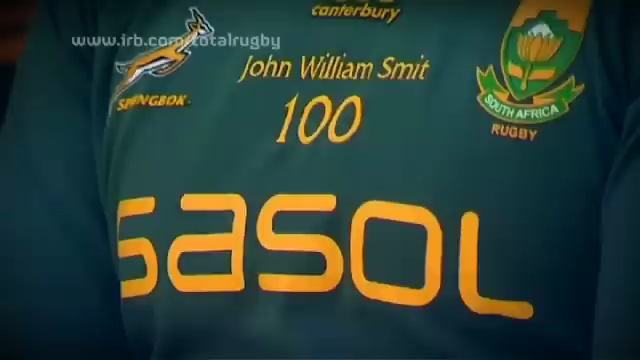 canterbury
www.irb.com/totalrugby
John William Smit
SPRINGBOK
100
SOUTH AFRICA
RUGBY
sasol